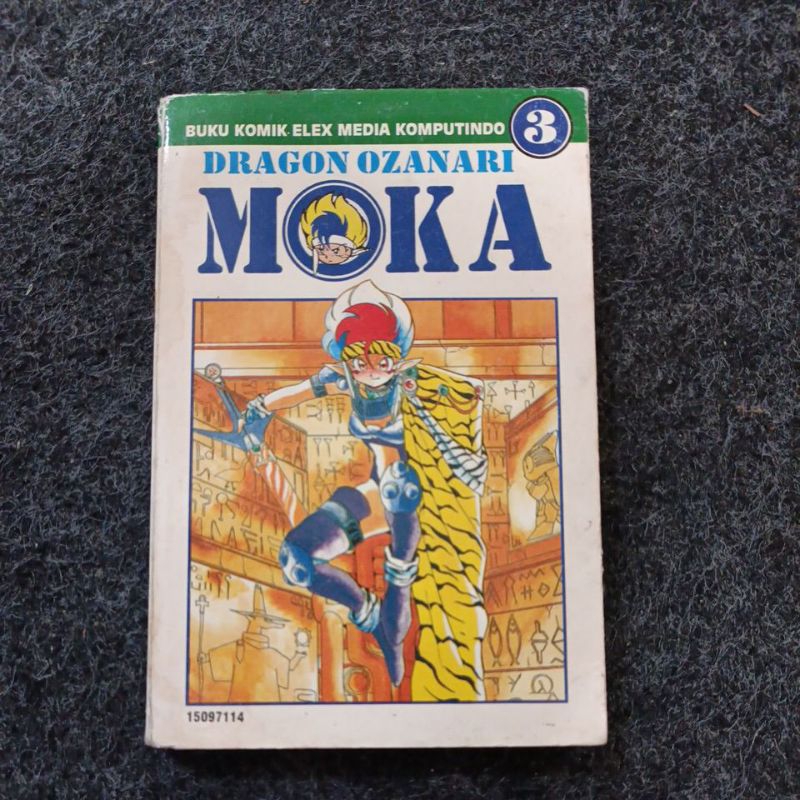 BUKU KOMIK ELEX MEDIA KOMPUTINDO 3
DRAGON OZANARI
MOKA
15097114